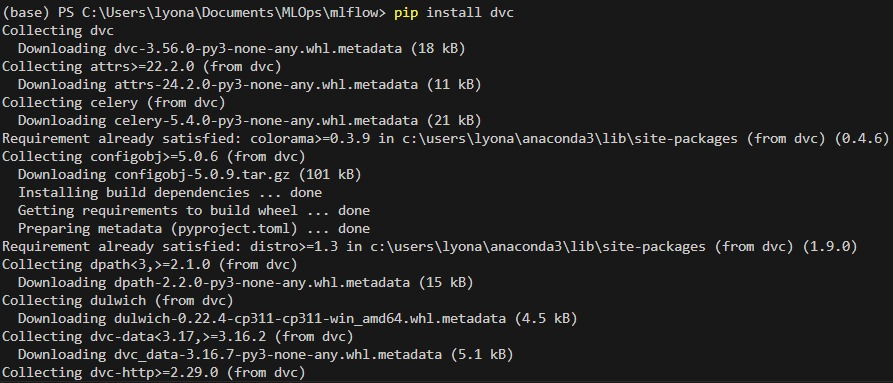 (base) PS C:\Users\lyona\Documents\MLOps\mlflow> pip install dvc
Collecting dvc
  Downloading dvc-3.56.0-py3-none-any.whl.metadata (18 kB)
Collecting attrs>=22.2.0 (from dvc)
  Downloading attrs-24.2.0-py3-none-any.whl.metadata (11 kB)
Collecting celery (from dvc)
  Downloading celery-5.4.0-py3-none-any.whl.metadata (21 kB)
Requirement already satisfied: colorama>=0.3.9 in c:\users\lyona\anaconda3\lib\site-packages (from dvc) (0.4.6)
Collecting configobj>=5.0.6 (from dvc)
  Downloading configobj-5.0.9.tar.gz (101 kB)
  Installing build dependencies ... done
  Getting requirements to build wheel ... done
  Preparing metadata (pyproject.toml) ... done
Requirement already satisfied: distro>=1.3 in c:\users\lyona\anaconda3\lib\site-packages (from dvc) (1.9.0)
Collecting dpath<3,>=2.1.0 (from dvc)
  Downloading dpath-2.2.0-py3-none-any.whl.metadata (15 kB)
Collecting dulwich (from dvc)
  Downloading dulwich-0.22.4-cp311-cp311-win_amd64.whl.metadata (4.5 kB)
Collecting dvc-data<3.17,>=3.16.2 (from dvc)
  Downloading dvc_data-3.16.7-py3-none-any.whl.metadata (5.1 kB)
Collecting dvc-http>=2.29.0 (from dvc)